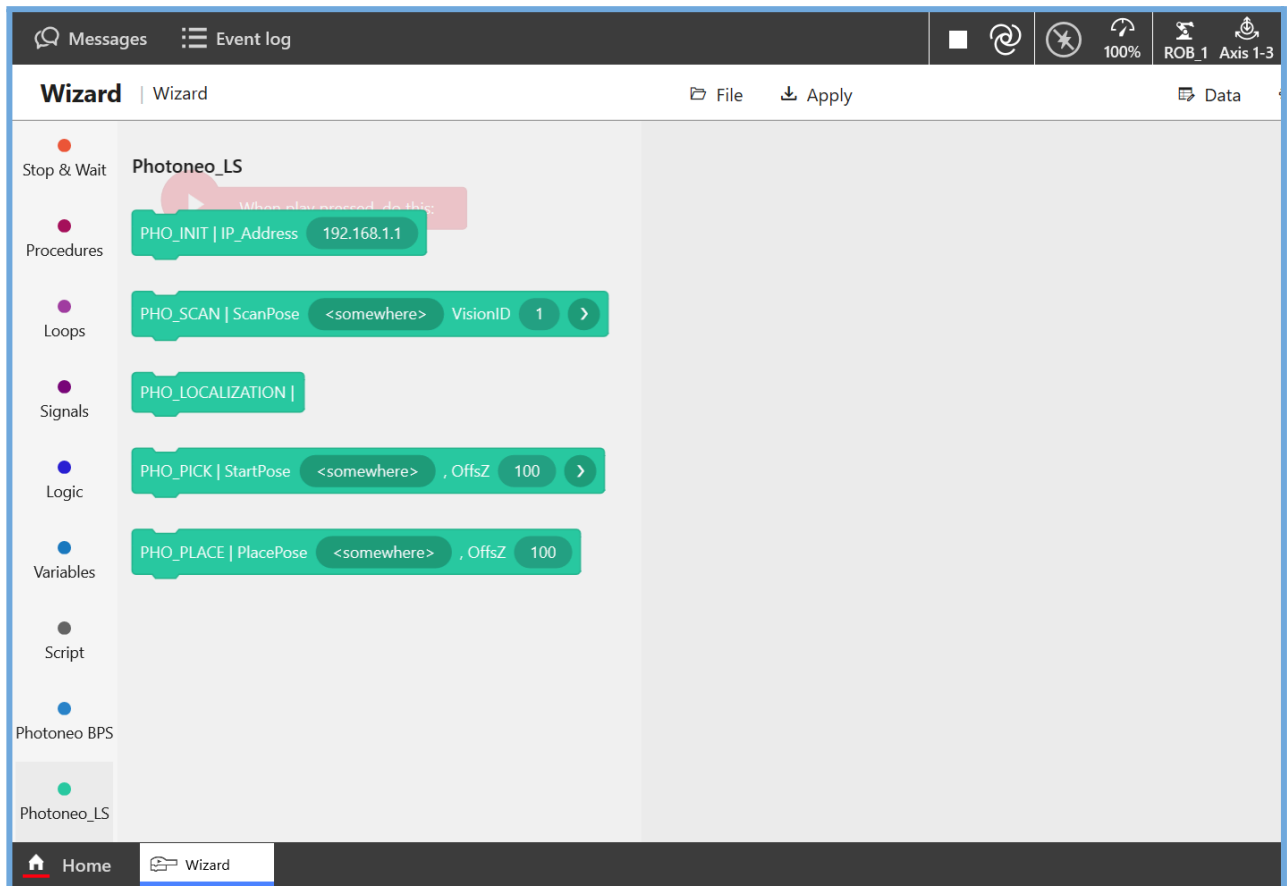 Messages Event log
100% ROB_1 Axis 1-3
Wizard | Wizard File Apply Data
Stop & Wait
Procedures
Loops
Signals
Logic
Variables
Script
Photoneo BPS
Photoneo_LS
Photoneo_LS
When play pressed, do this:
PHO_INIT | IP_Address 192.168.1.1
PHO_SCAN | ScanPose <somewhere> VisionID 1
PHO_LOCALIZATION |
PHO_PICK | StartPose <somewhere> , OffsZ 100
PHO_PLACE | PlacePose <somewhere> , OffsZ 100
Home Wizard